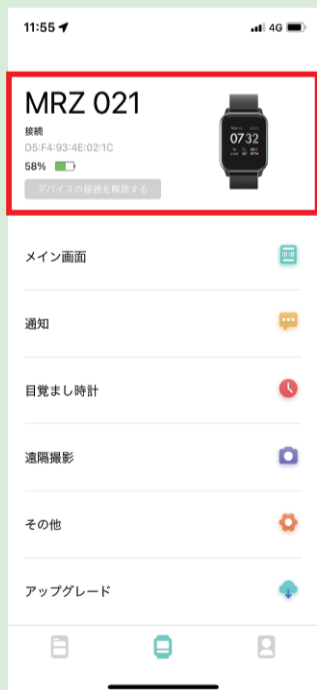 11:55
4G
MRZ 021
接続
D5:F4:93:4E:02:1C
58%
デバイスの接続を解除する
07 32
メイン画面
通知
目覚まし時計
遠隔撮影
その他
アップグレード